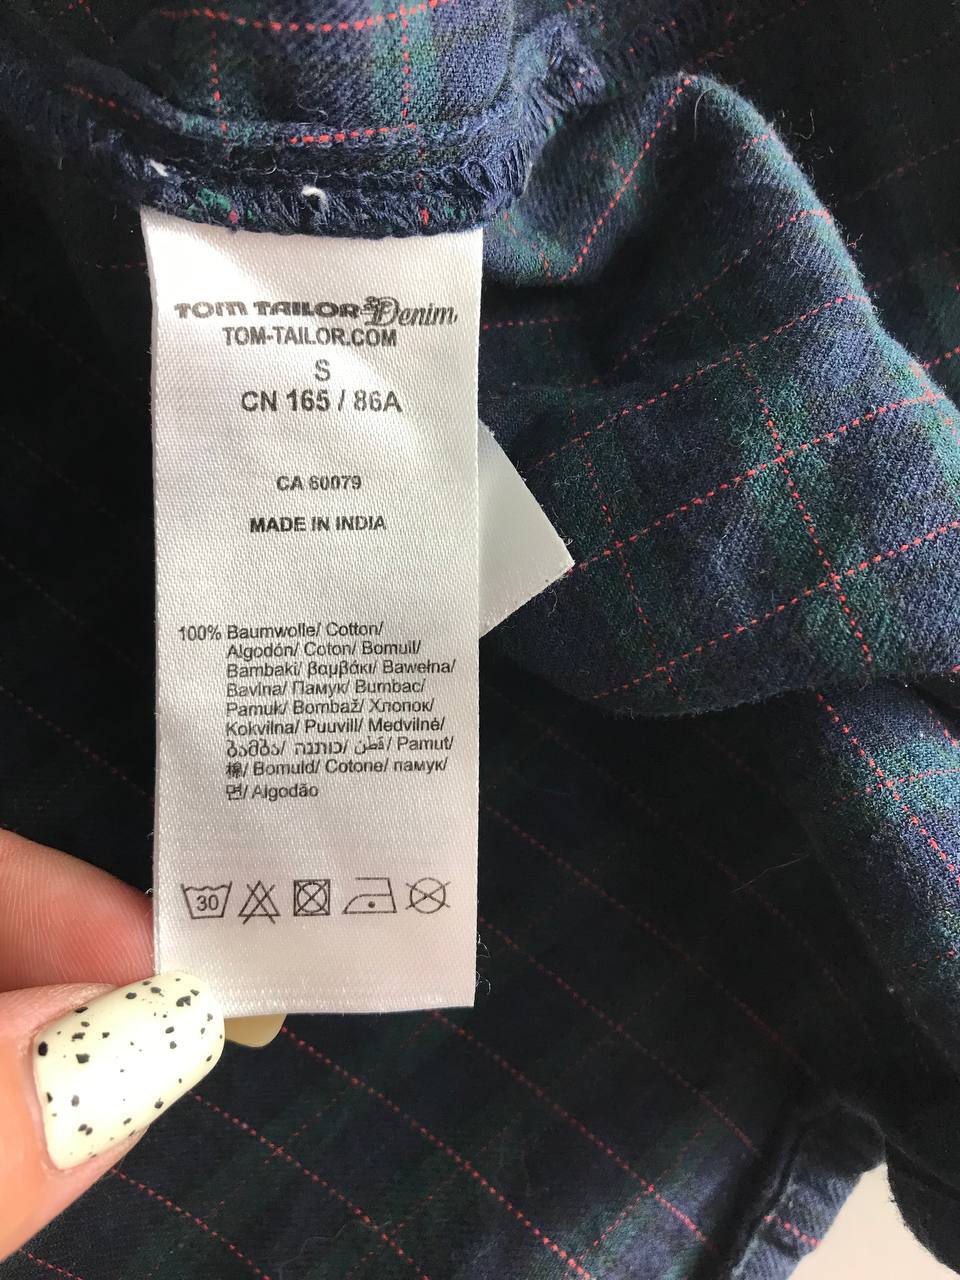 TOM TAILOR Denim
TOM-TAILOR.COM
S
CN 165 / 86A
CA 60079
MADE IN INDIA
100% Baumwolle/ Cotton/
Algodón/ Coton/ Bomull/
Bambaki/ βαμβάκι/ Bawełna/
Bavlna/ Памук/ Bumbac/
Pamuk/ Bombaž/ Хлопок/
Kokvilna/ Puuvill/ Medvilnė/
ბამბა/ כותנה/ قطن/ Pamut/
棉/ Bomuld/ Cotone/ памук/
면/ Algodão
30